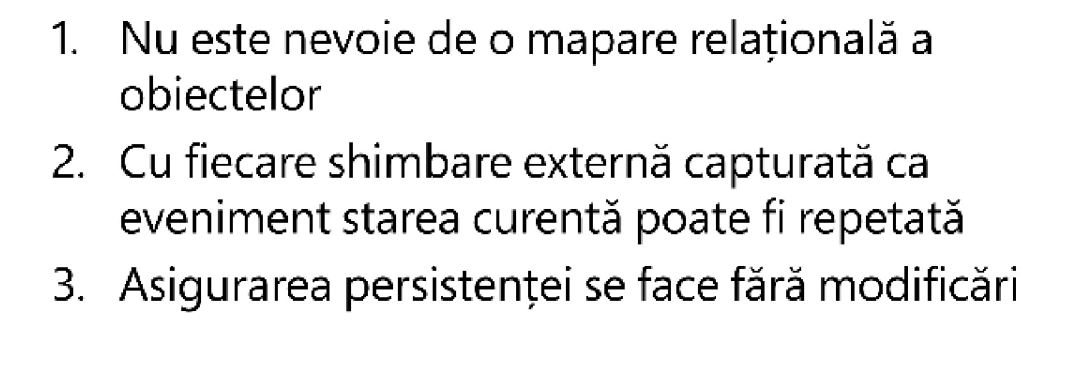 1. Nu este nevoie de o mapare relațională a
obiectelor
2. Cu fiecare shimbare externă capturată ca
eveniment starea curentă poate fi repetată
3. Asigurarea persistenței se face fără modificări